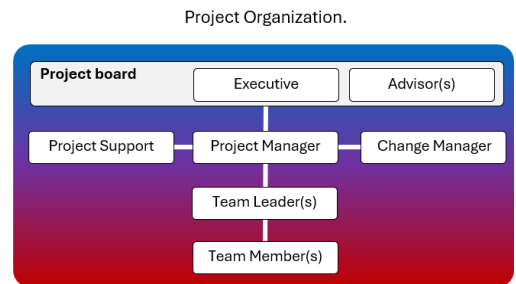 Project Organization.
Project board
Executive
Advisor(s)
Project Support
Project Manager
Change Manager
Team Leader(s)
Team Member(s)